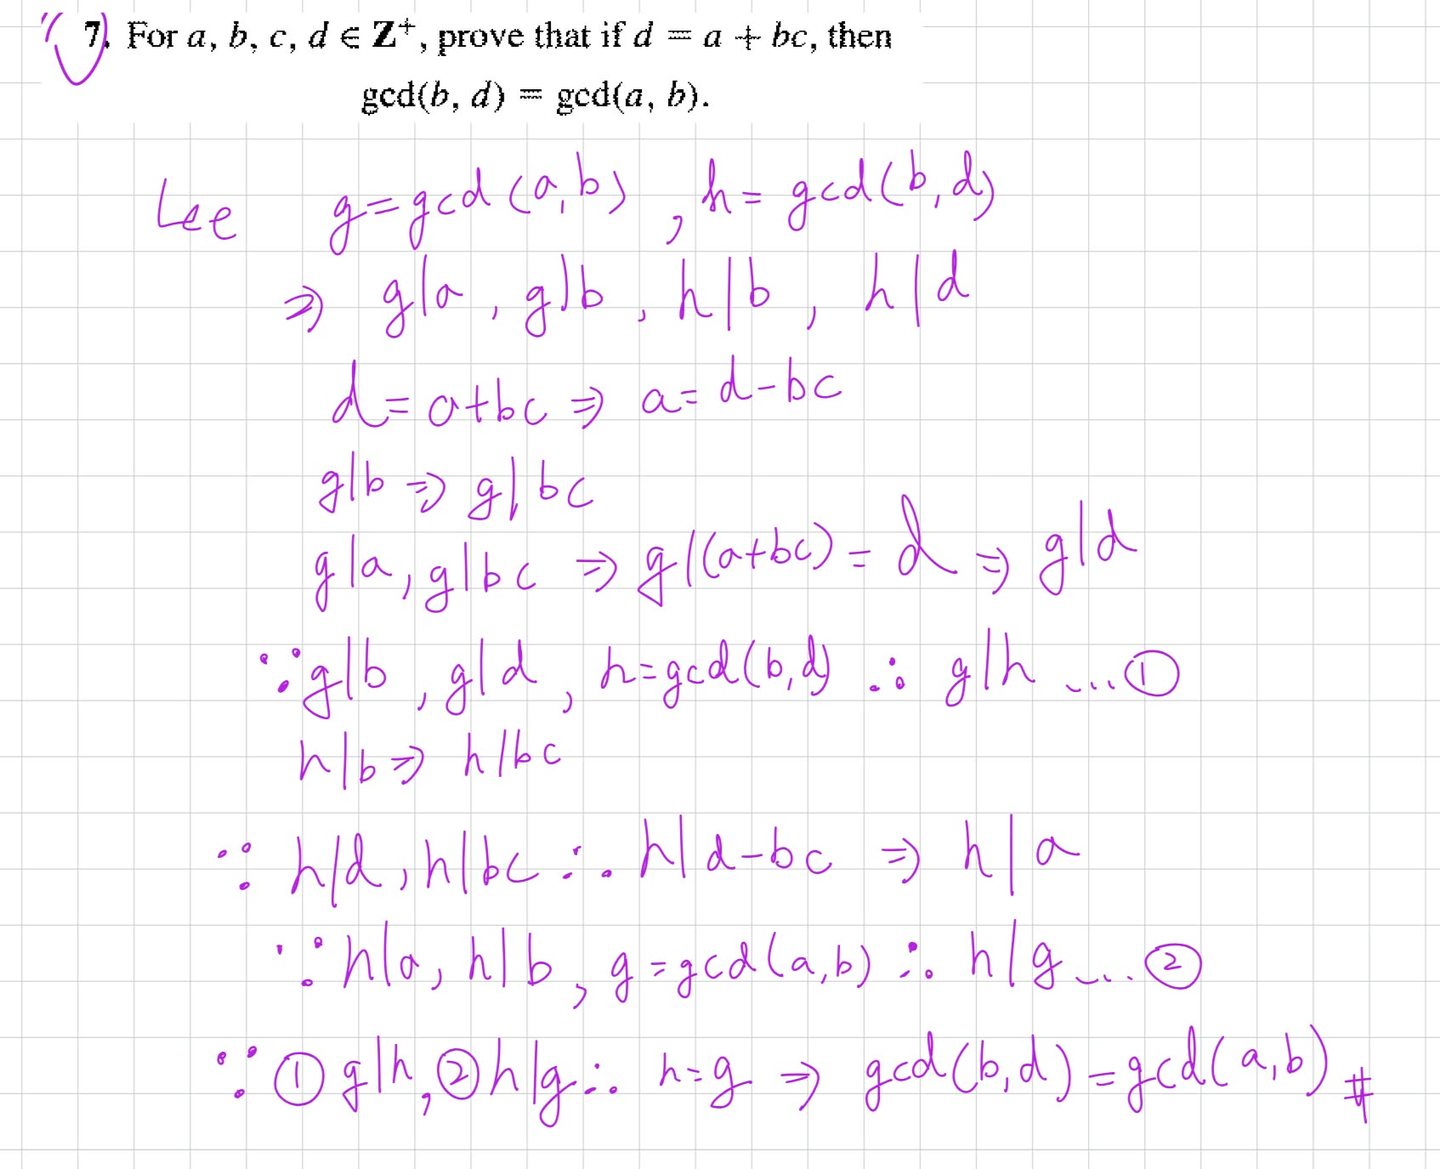 7. For a, b, c, d ∈ Z⁺, prove that if d = a + bc, then
gcd(b, d) = gcd(a, b).
Let g=gcd(a,b), h=gcd(b,d)
⇒ g|a, g|b, h|b, h|d
d=a+bc ⇒ a=d-bc
g|b ⇒ g|bc
g|a, g|bc ⇒ g|(a+bc)=d ⇒ g|d
∵ g|b, g|d, h=gcd(b,d) ∴ g|h ...①
h|b ⇒ h|bc
∵ h|d, h|bc ∴ h|d-bc ⇒ h|a
∵ h|a, h|b, g=gcd(a,b) ∴ h|g ...②
∵ ① g|h, ② h|g ∴ h=g ⇒ gcd(b,d)=gcd(a,b) #